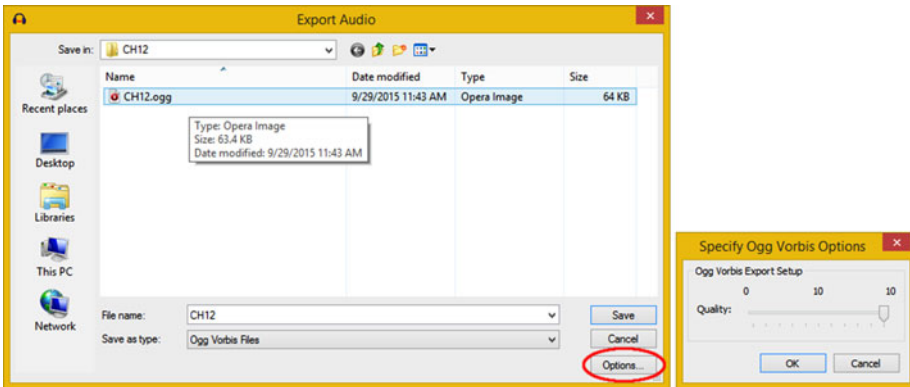 Export Audio
Save in: CH12
Name Date modified Type Size
CH12.ogg 9/29/2015 11:43 AM Opera Image 64 KB
Type: Opera Image
Size: 63.4 KB
Date modified: 9/29/2015 11:43 AM
Recent places
Desktop
Libraries
This PC
Network
File name: CH12 Save
Save as type: Ogg Vorbis Files Cancel
Options...
Specify Ogg Vorbis Options
Ogg Vorbis Export Setup
0 10 10
Quality:
OK Cancel